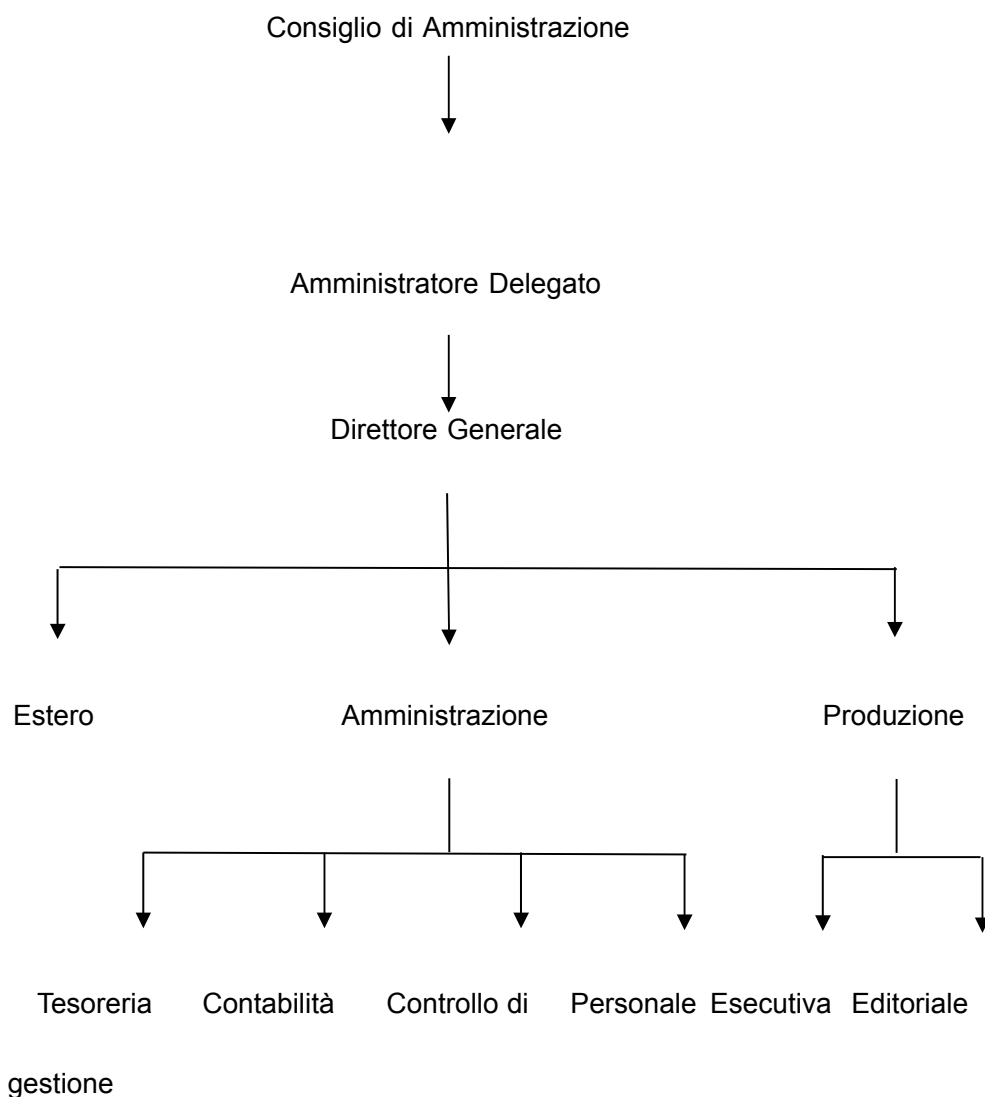 Consiglio di Amministrazione
Amministratore Delegato
Direttore Generale
Estero Amministrazione Produzione
Tesoreria Contabilità Controllo di Personale Esecutiva Editoriale
gestione